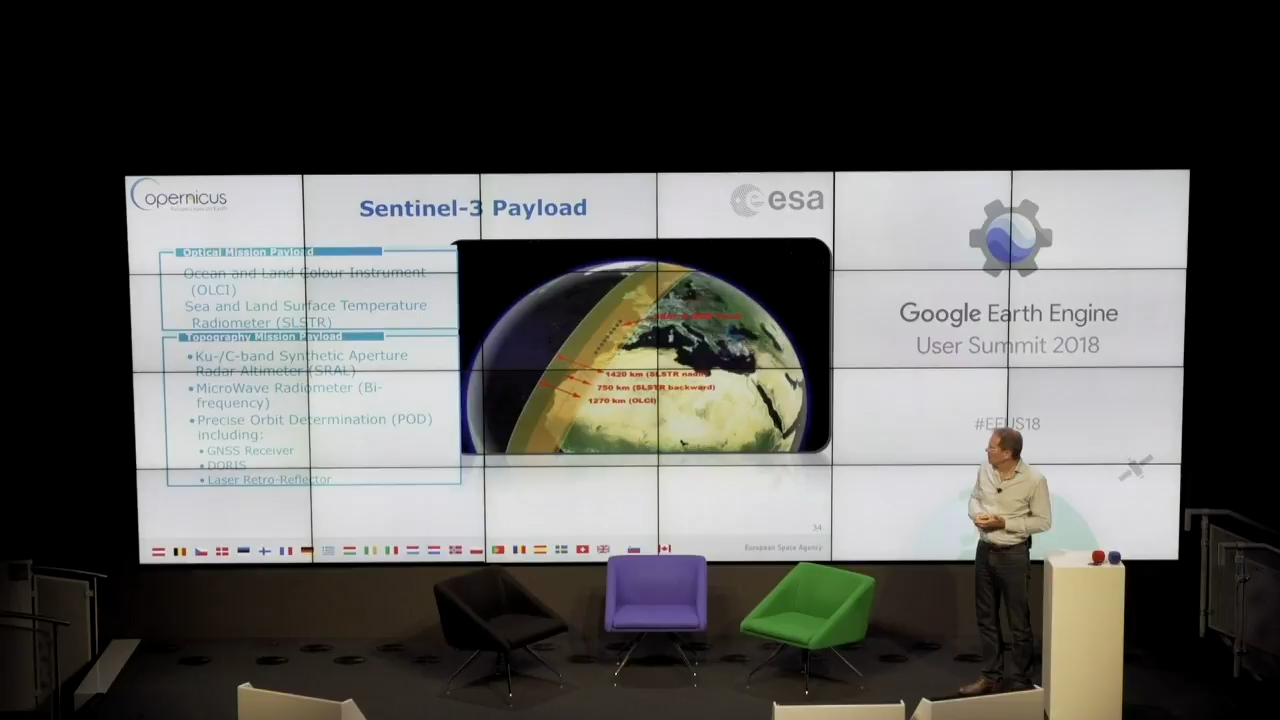 Copernicus
Sentinel-3 Payload
esa
Optical Mission Payload
Ocean and Land Colour Instrument
(OLCI)
Sea and Land Surface Temperature
Radiometer (SLSTR)
Topography Mission Payload
•Ku-/C-band Synthetic Aperture
Radar Altimeter (SRAL)
•MicroWave Radiometer (Bi-
frequency)
•Precise Orbit Determination (POD)
including:
•GNSS Receiver
•DORIS
•Laser Retro-Reflector
1420 km (SLSTR nadir)
750 km (SLSTR backward)
1270 km (OLCI)
34
European Space Agency
Google Earth Engine
User Summit 2018
#EEUS18